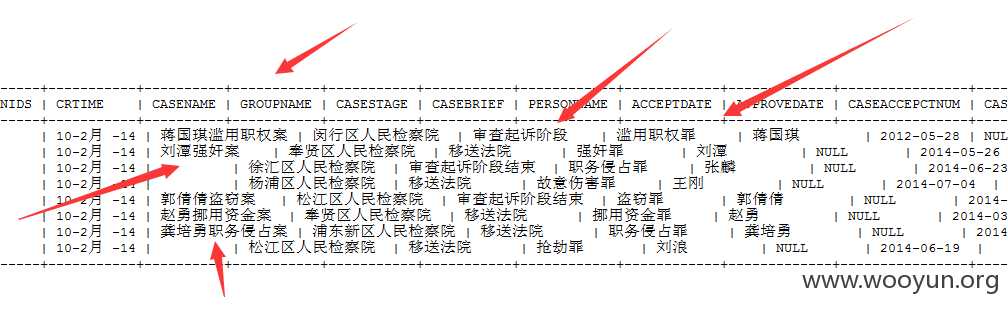 NIDS | CRTIME | CASENAME | GROUPNAME | CASESTAGE | CASEBRIEF | PERSONNAME | ACCEPTDATE | APPROVEDATE | CASEACCEPCTNUM | CAS
| 10-2月 -14 | 蒋国琪滥用职权案 | 闵行区人民检察院 | 审查起诉阶段 | 滥用职权罪 | 蒋国琪 | 2012-05-28 | NUL
| 10-2月 -14 | 刘潭强奸案 | 奉贤区人民检察院 | 移送法院 | 强奸罪 | 刘潭 | NULL | 2014-05-26
| 10-2月 -14 | 徐汇区人民检察院 | 审查起诉阶段结束 | 职务侵占罪 | 张麟 | NULL | 2014-06-23
| 10-2月 -14 | 杨浦区人民检察院 | 移送法院 | 故意伤害罪 | 王刚 | NULL | 2014-07-04 |
| 10-2月 -14 | 郭倩倩盗窃案 | 松江区人民检察院 | 审查起诉阶段结束 | 盗窃罪 | 郭倩倩 | NULL | 2014-
| 10-2月 -14 | 赵勇挪用资金案 | 奉贤区人民检察院 | 移送法院 | 挪用资金罪 | 赵勇 | NULL | 2014-03
| 10-2月 -14 | 龚培勇职务侵占案 | 浦东新区人民检察院 | 移送法院 | 职务侵占罪 | 龚培勇 | NULL | 2014
| 10-2月 -14 | 松江区人民检察院 | 移送法院 | 抢劫罪 | 刘浪 | NULL | 2014-06-19 |
www.wooyun.org